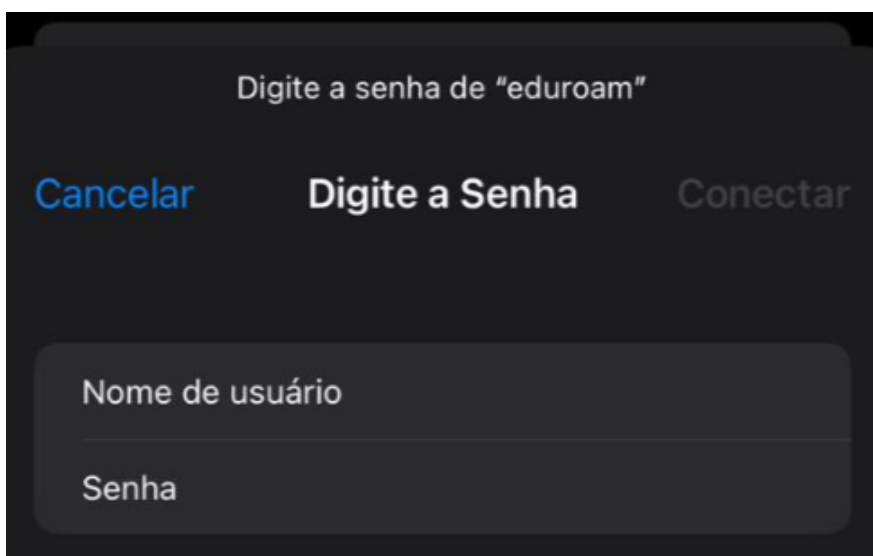 Digite a senha de “eduroam”
Cancelar Digite a Senha Conectar
Nome de usuário
Senha